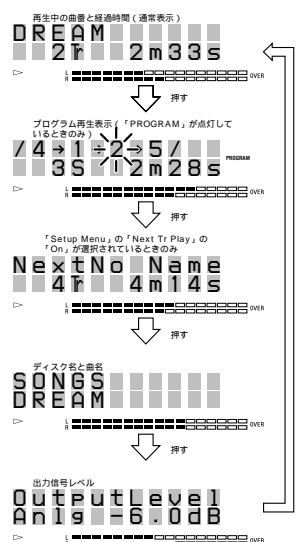 再生中の曲番と経過時間(通常表示)
DREAM
2Tr 2m33s
L
R OVER
押す
プログラム再生表示(「PROGRAM」が点灯して
いるときのみ)
/4→1÷2→5/
3S 2m28s PROGRAM
L
R OVER
押す
「Setup Menu」の「Next Tr Play」の
「On」が選択されているときのみ
NextNo Name
4Tr 4m14s
L
R OVER
押す
ディスク名と曲名
SONGS
DREAM
L
R OVER
押す
出力信号レベル
OutputLevel
Anlg -6.0dB
L
R OVER